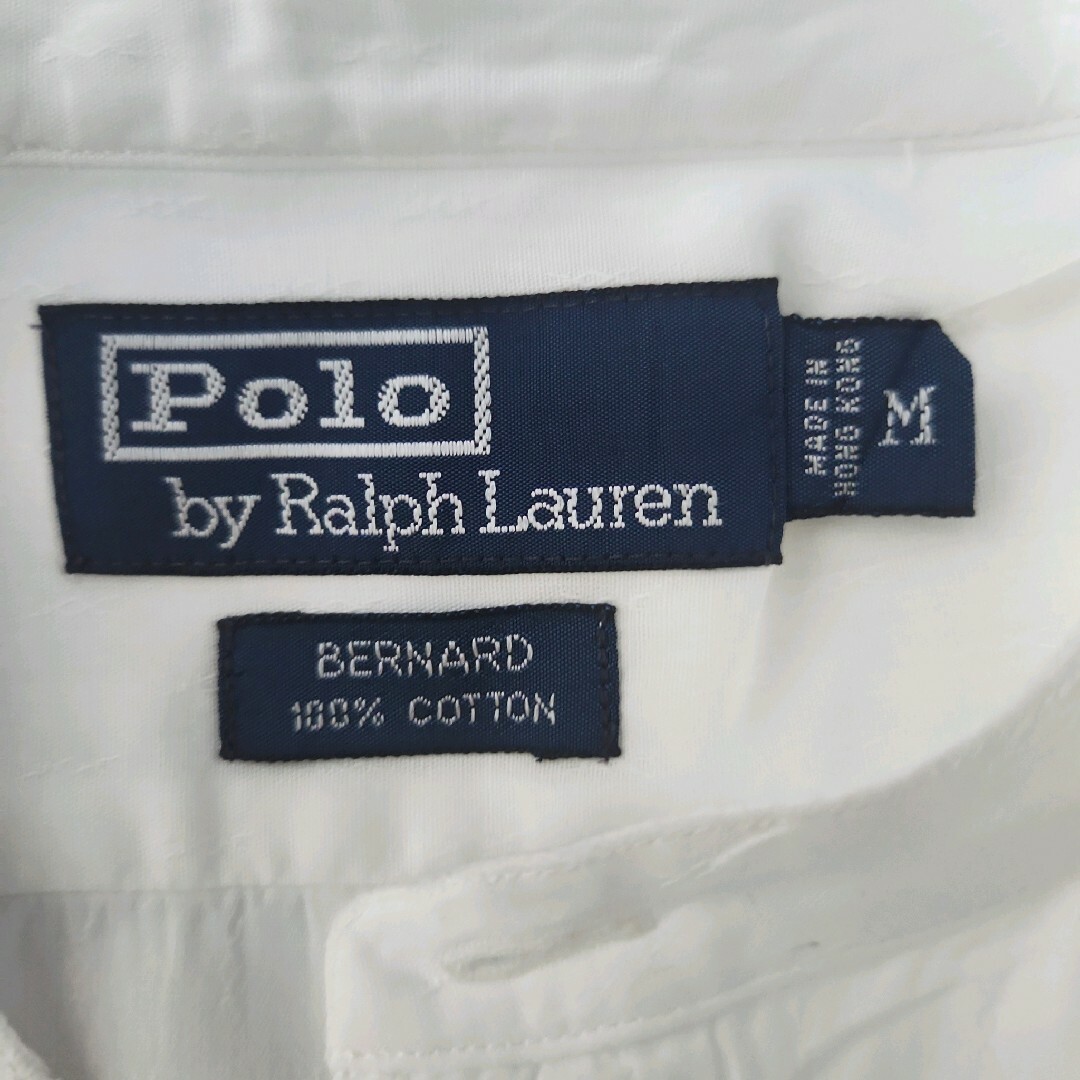 Polo
by Ralph Lauren
MADE IN
HONG KONG
M
BERNARD
100% COTTON